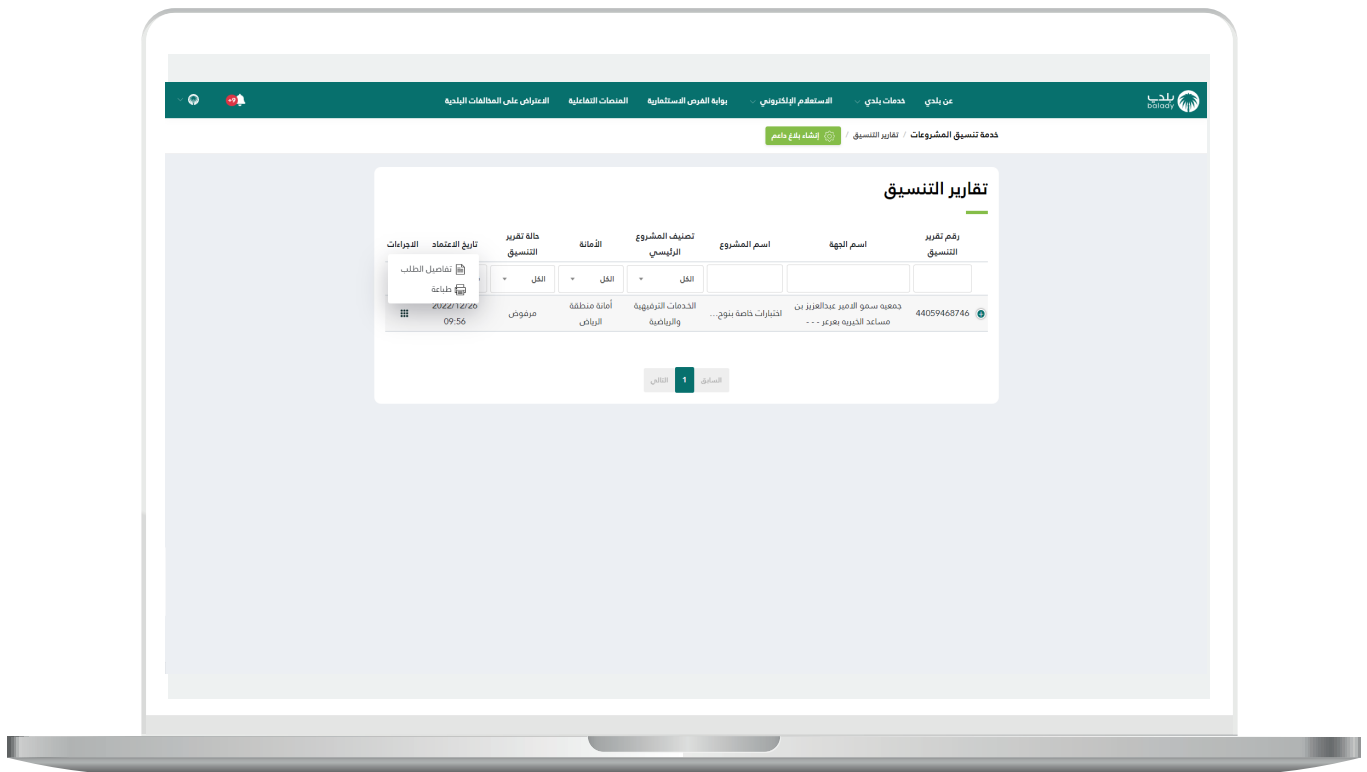 بلدي
balady
عن بلدي
خدمات بلدي
الاستعلام الإلكتروني
بوابة الفرص الاستثمارية
المنصات التفاعلية
الاعتراض على المخالفات البلدية
+9
خدمة تنسيق المشروعات / تقارير التنسيق / إنشاء بلاغ داعم
تقارير التنسيق
رقم تقرير التنسيق
اسم الجهة
اسم المشروع
تصنيف المشروع الرئيسي
الأمانة
حالة تقرير التنسيق
تاريخ الاعتماد
الاجراءات
الكل
الكل
الكل
تفاصيل الطلب
طباعة
44059468746
جمعيه سمو الامير عبدالعزيز بن
مساعد الخيريه بعرعر - - -
اختبارات خاصة بنوح...
الخدمات الترفيهية
والرياضية
أمانة منطقة
الرياض
مرفوض
2022/12/26
09:56
السابق 1 التالي